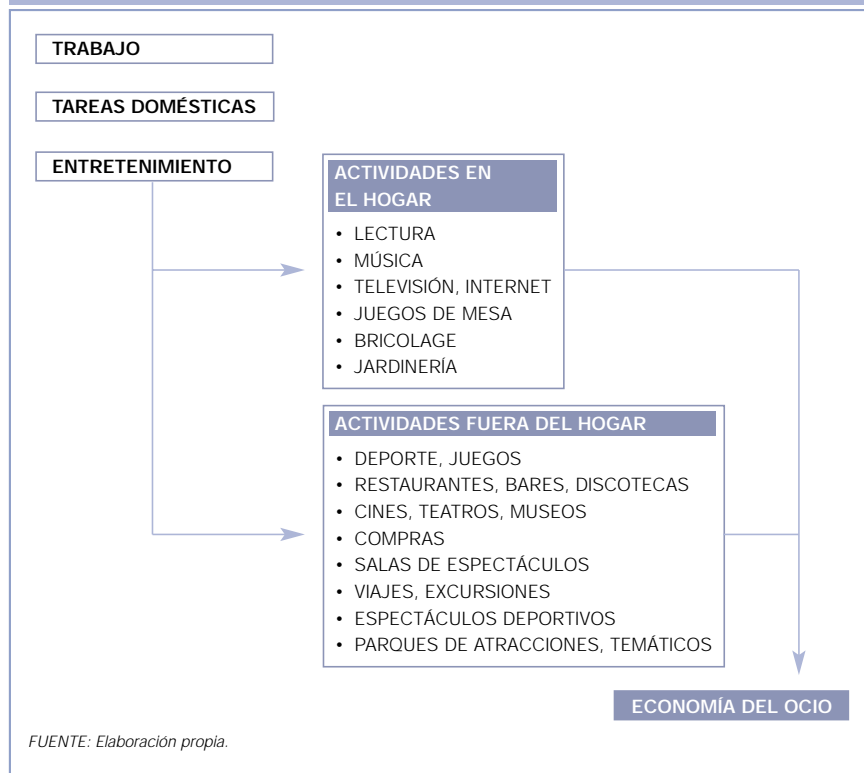 TRABAJO
TAREAS DOMÉSTICAS
ENTRETENIMIENTO
ACTIVIDADES EN
EL HOGAR
• LECTURA
• MÚSICA
• TELEVISIÓN, INTERNET
• JUEGOS DE MESA
• BRICOLAGE
• JARDINERÍA
ACTIVIDADES FUERA DEL HOGAR
• DEPORTE, JUEGOS
• RESTAURANTES, BARES, DISCOTECAS
• CINES, TEATROS, MUSEOS
• COMPRAS
• SALAS DE ESPECTÁCULOS
• VIAJES, EXCURSIONES
• ESPECTÁCULOS DEPORTIVOS
• PARQUES DE ATRACCIONES, TEMÁTICOS
ECONOMÍA DEL OCIO
FUENTE: Elaboración propia.